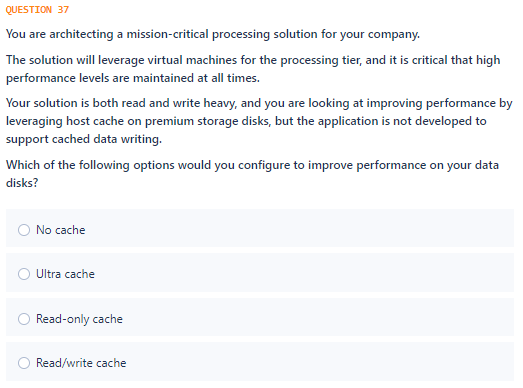 QUESTION 37
You are architecting a mission-critical processing solution for your company.
The solution will leverage virtual machines for the processing tier, and it is critical that high
performance levels are maintained at all times.
Your solution is both read and write heavy, and you are looking at improving performance by
leveraging host cache on premium storage disks, but the application is not developed to
support cached data writing.
Which of the following options would you configure to improve performance on your data
disks?
No cache
Ultra cache
Read-only cache
Read/write cache